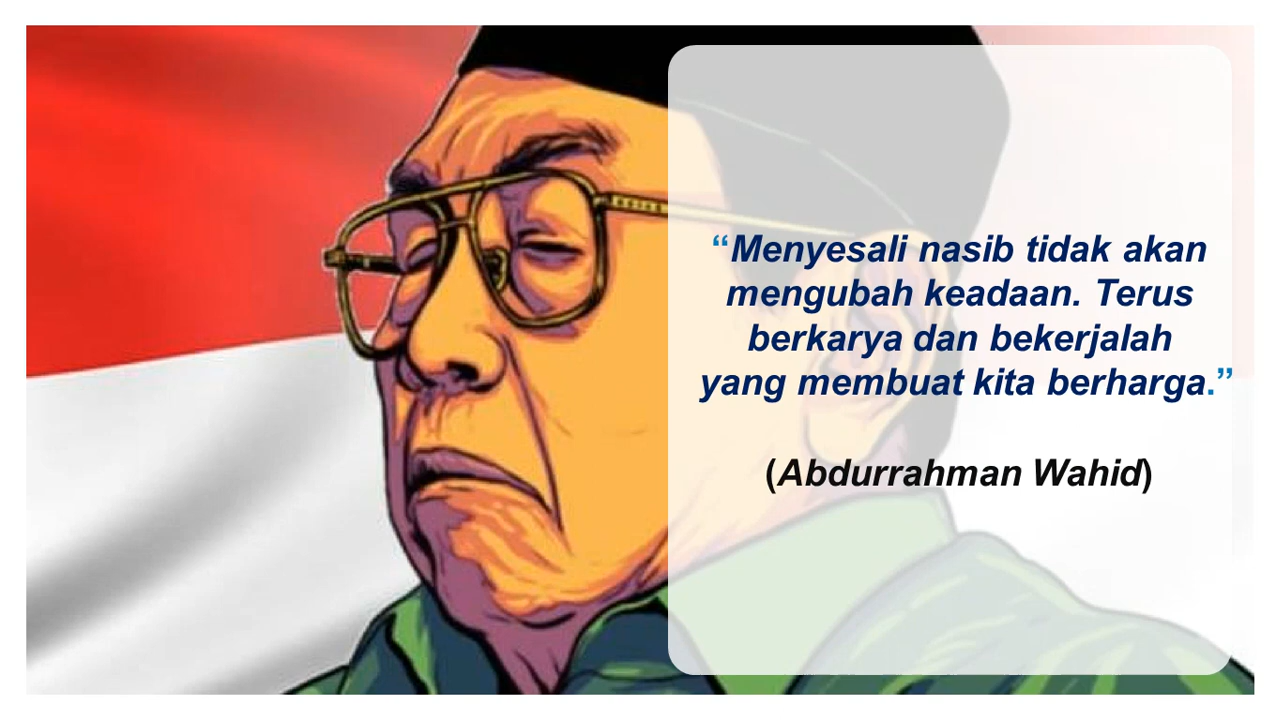 “Menyesali nasib tidak akan
mengubah keadaan. Terus
berkarya dan bekerjalah
yang membuat kita berharga.”
(Abdurrahman Wahid)